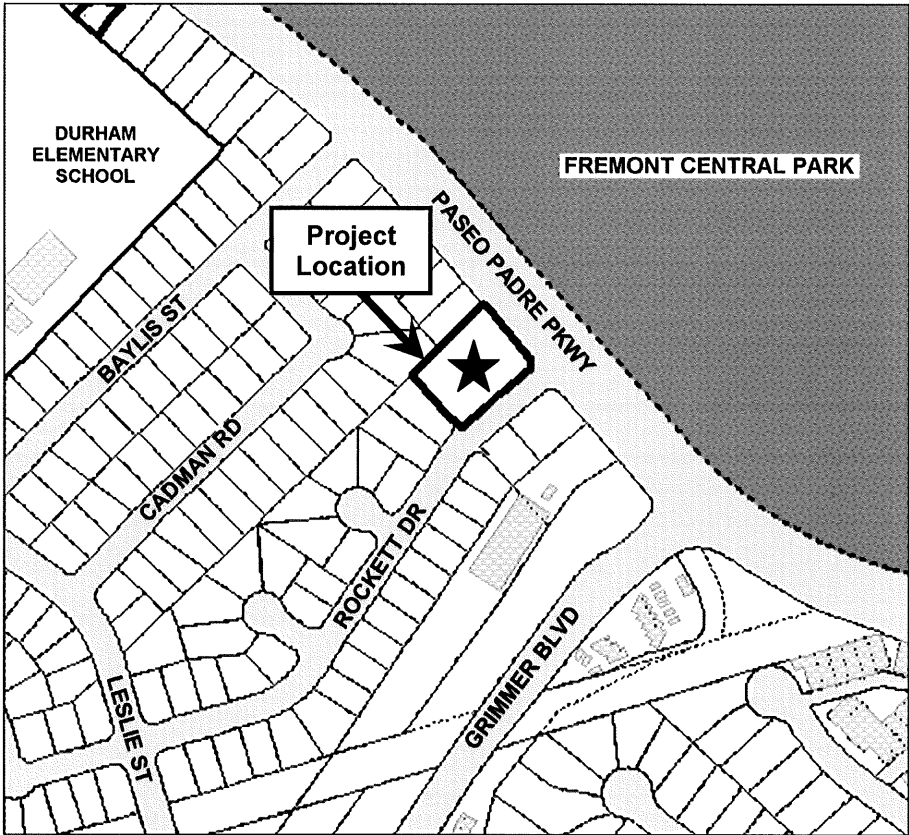 DURHAM
ELEMENTARY
SCHOOL
FREMONT CENTRAL PARK
PASEO PADRE PKWY
Project
Location
BAYLIS ST
CADMAN RD
ROCKETT DR
GRIMMER BLVD
LESLIE ST